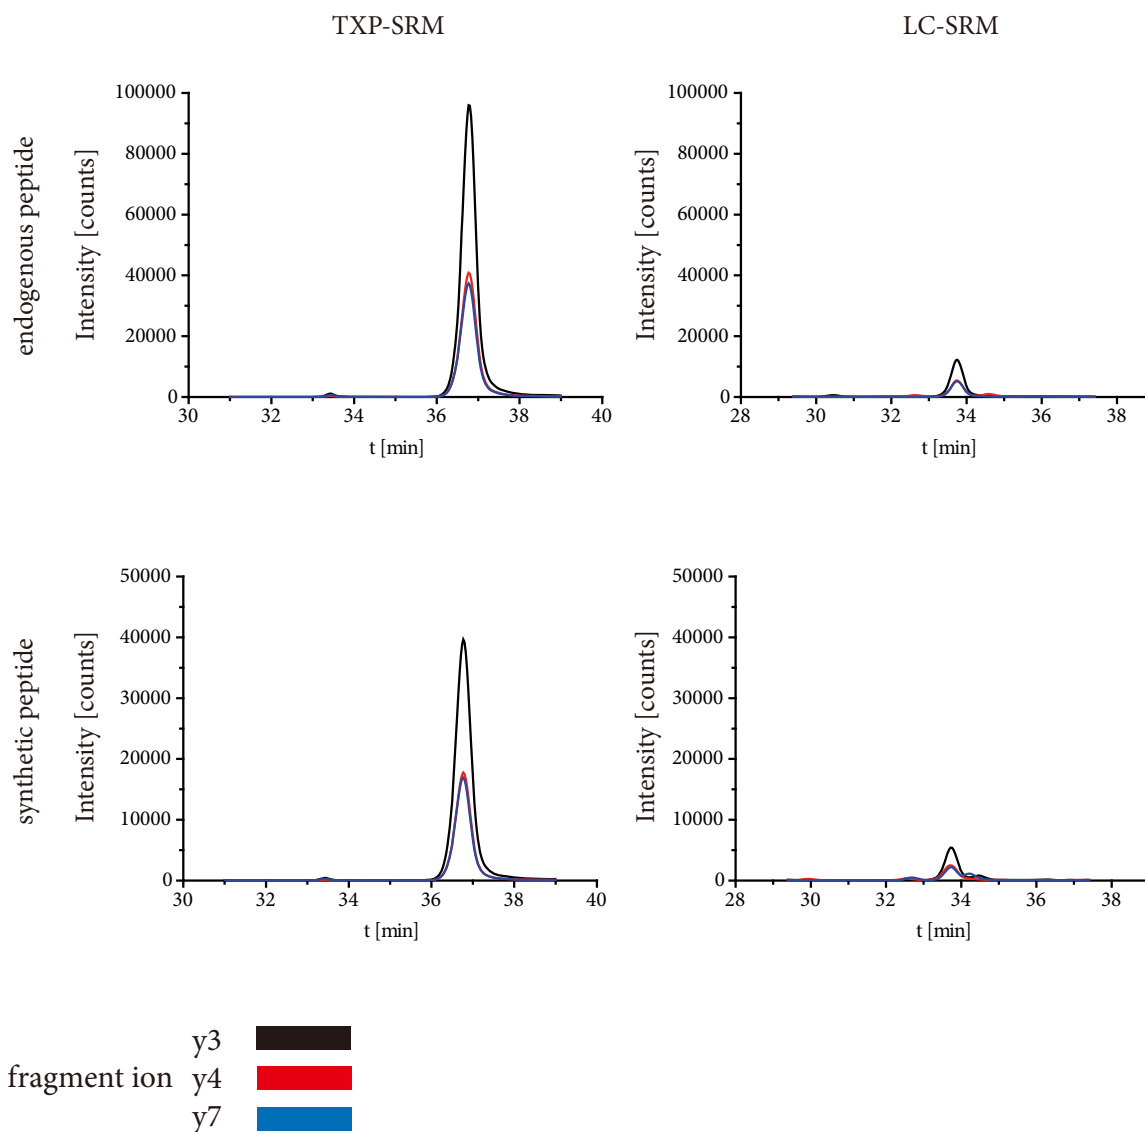 TXP-SRM
LC-SRM
endogenous peptide
Intensity [counts]
100000
80000
60000
40000
20000
0
30 32 34 36 38 40
t [min]
Intensity [counts]
100000
80000
60000
40000
20000
0
28 30 32 34 36 38
t [min]
synthetic peptide
Intensity [counts]
50000
40000
30000
20000
10000
0
30 32 34 36 38 40
t [min]
Intensity [counts]
50000
40000
30000
20000
10000
0
28 30 32 34 36 38
t [min]
fragment ion
y3
y4
y7